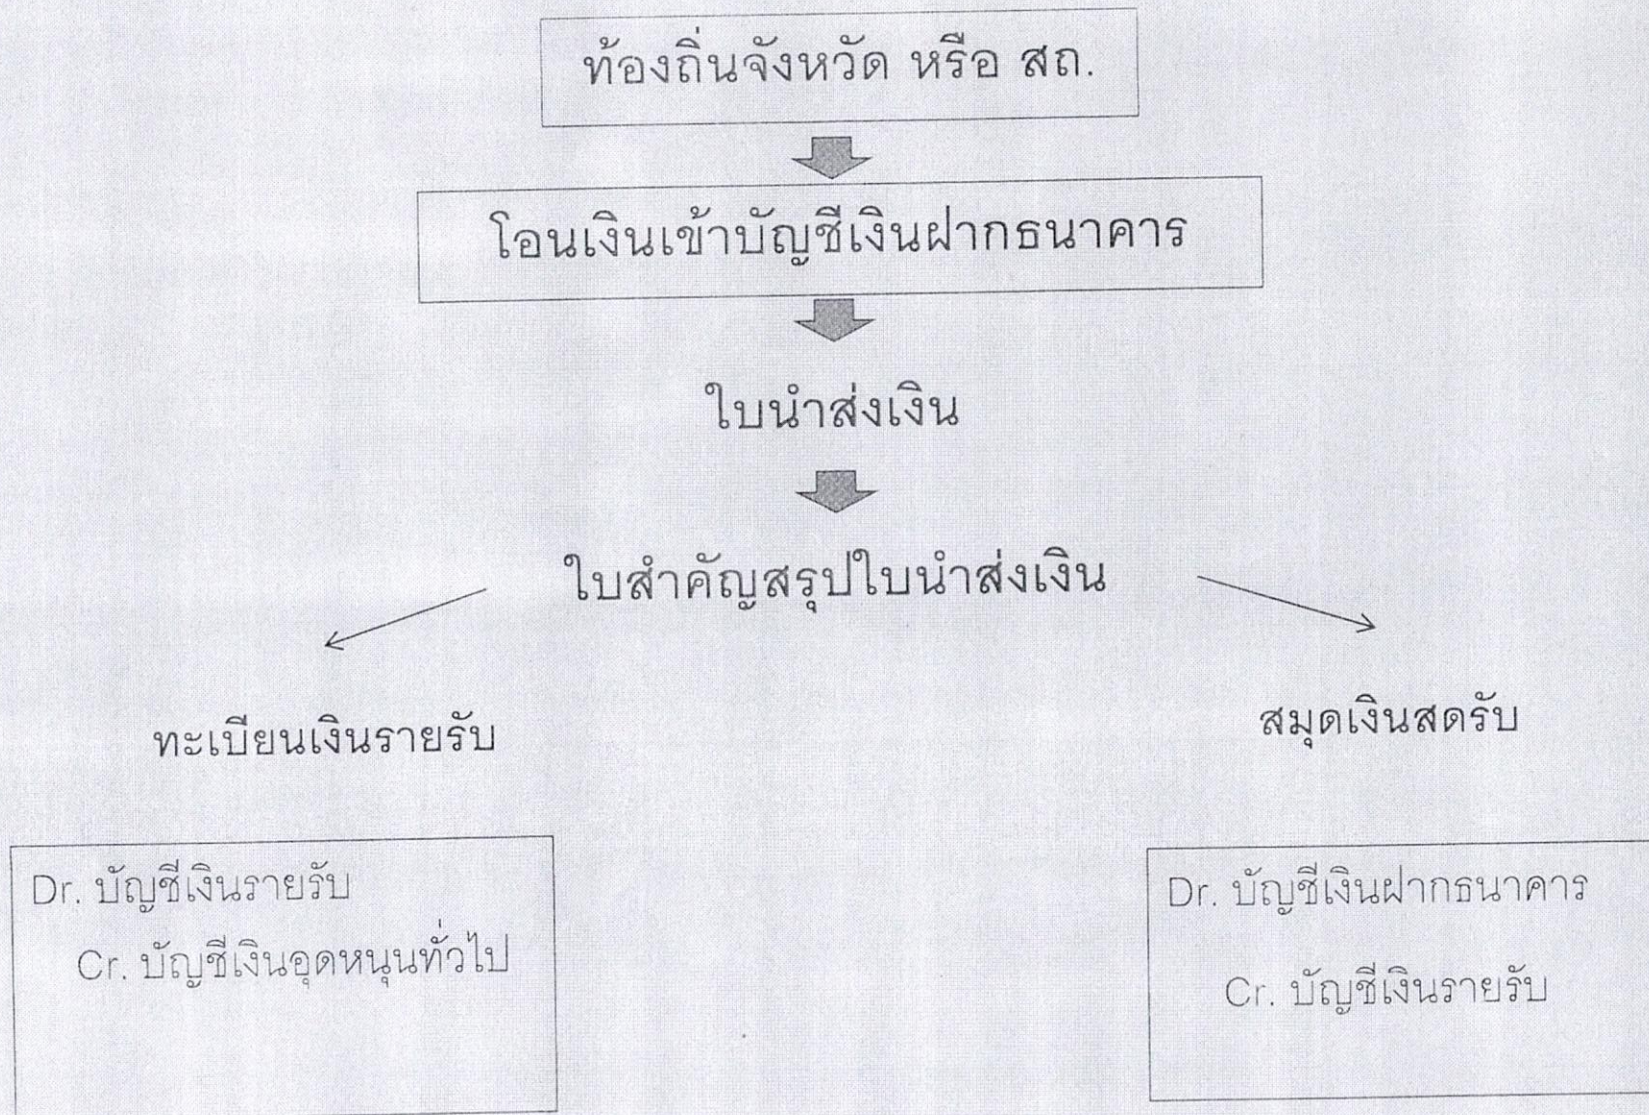 ท้องถิ่นจังหวัด หรือ สถ.
โอนเงินเข้าบัญชีเงินฝากธนาคาร
ใบนำส่งเงิน
ใบสำคัญสรุปใบนำส่งเงิน
ทะเบียนเงินรายรับ
สมุดเงินสดรับ
Dr. บัญชีเงินรายรับ
Cr. บัญชีเงินอุดหนุนทั่วไป
Dr. บัญชีเงินฝากธนาคาร
Cr. บัญชีเงินรายรับ